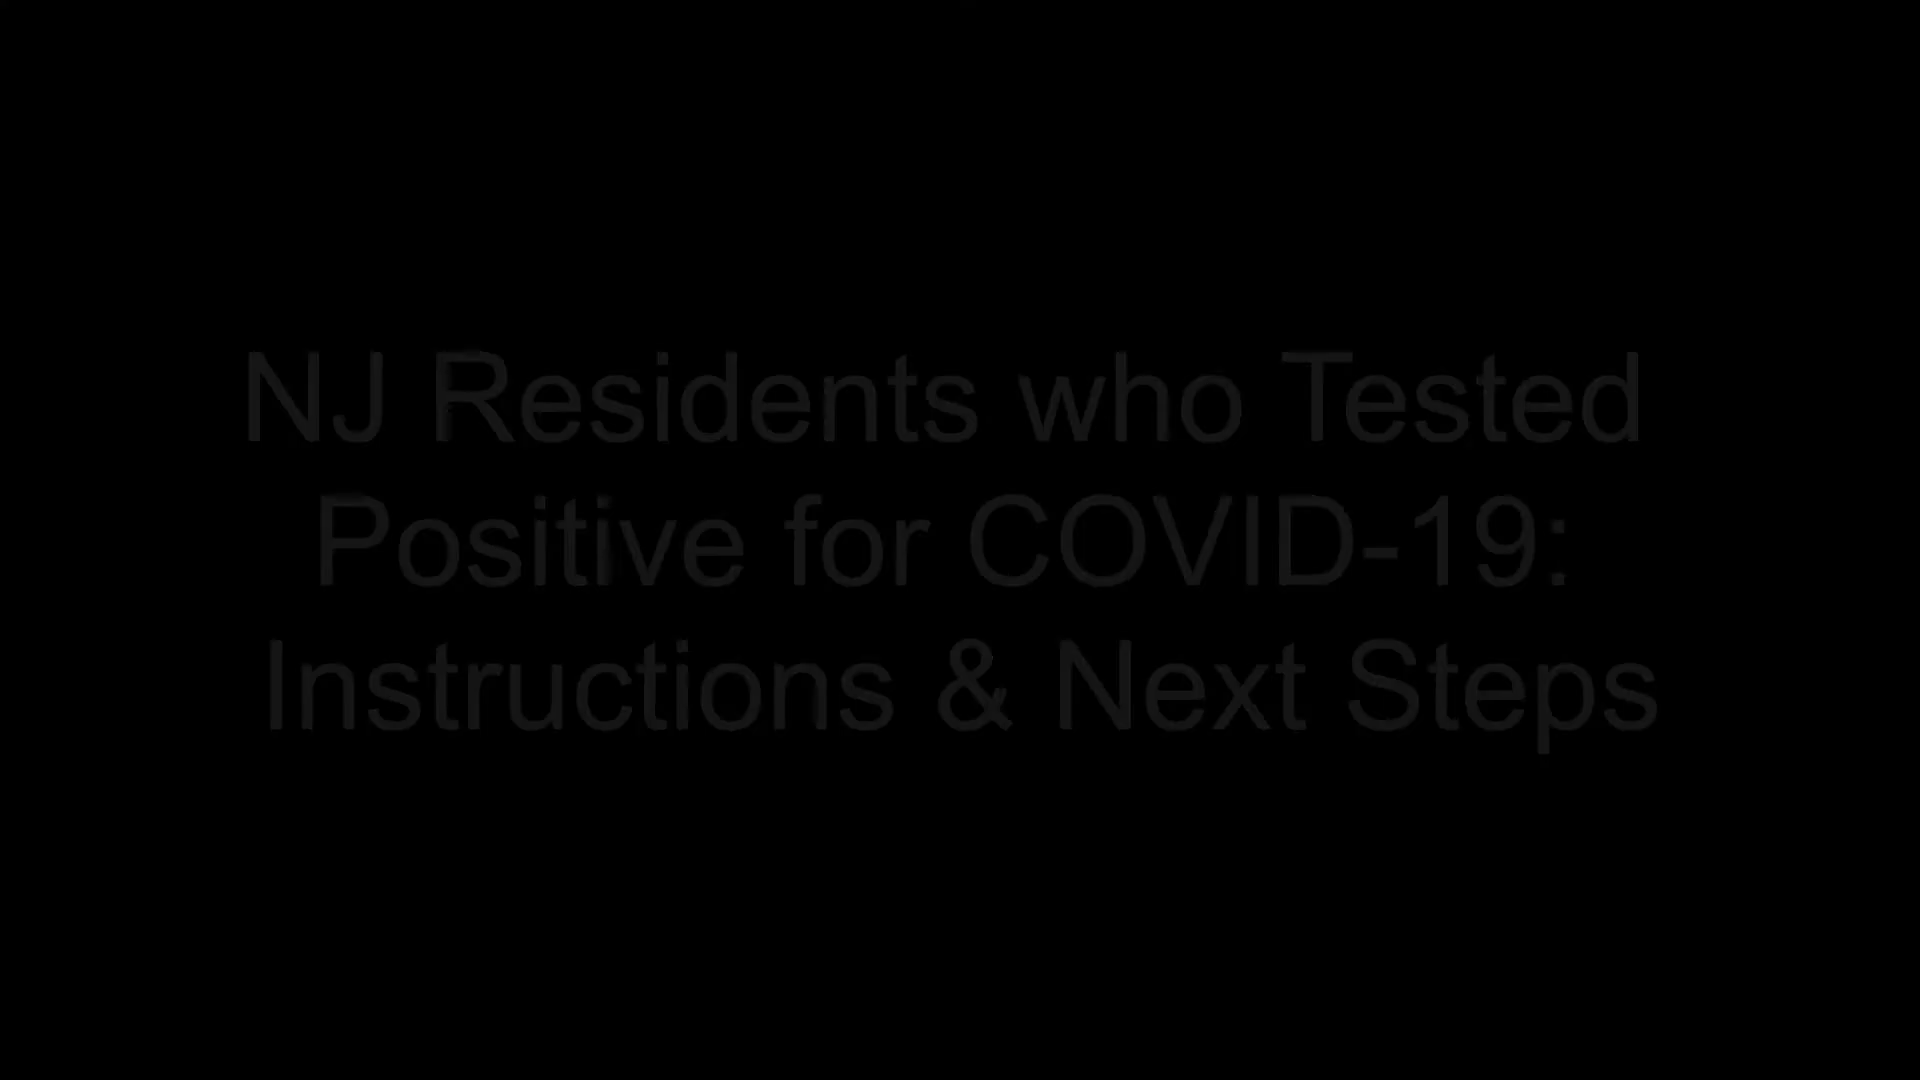 NJ Residents who Tested
Positive for COVID-19:
Instructions & Next Steps